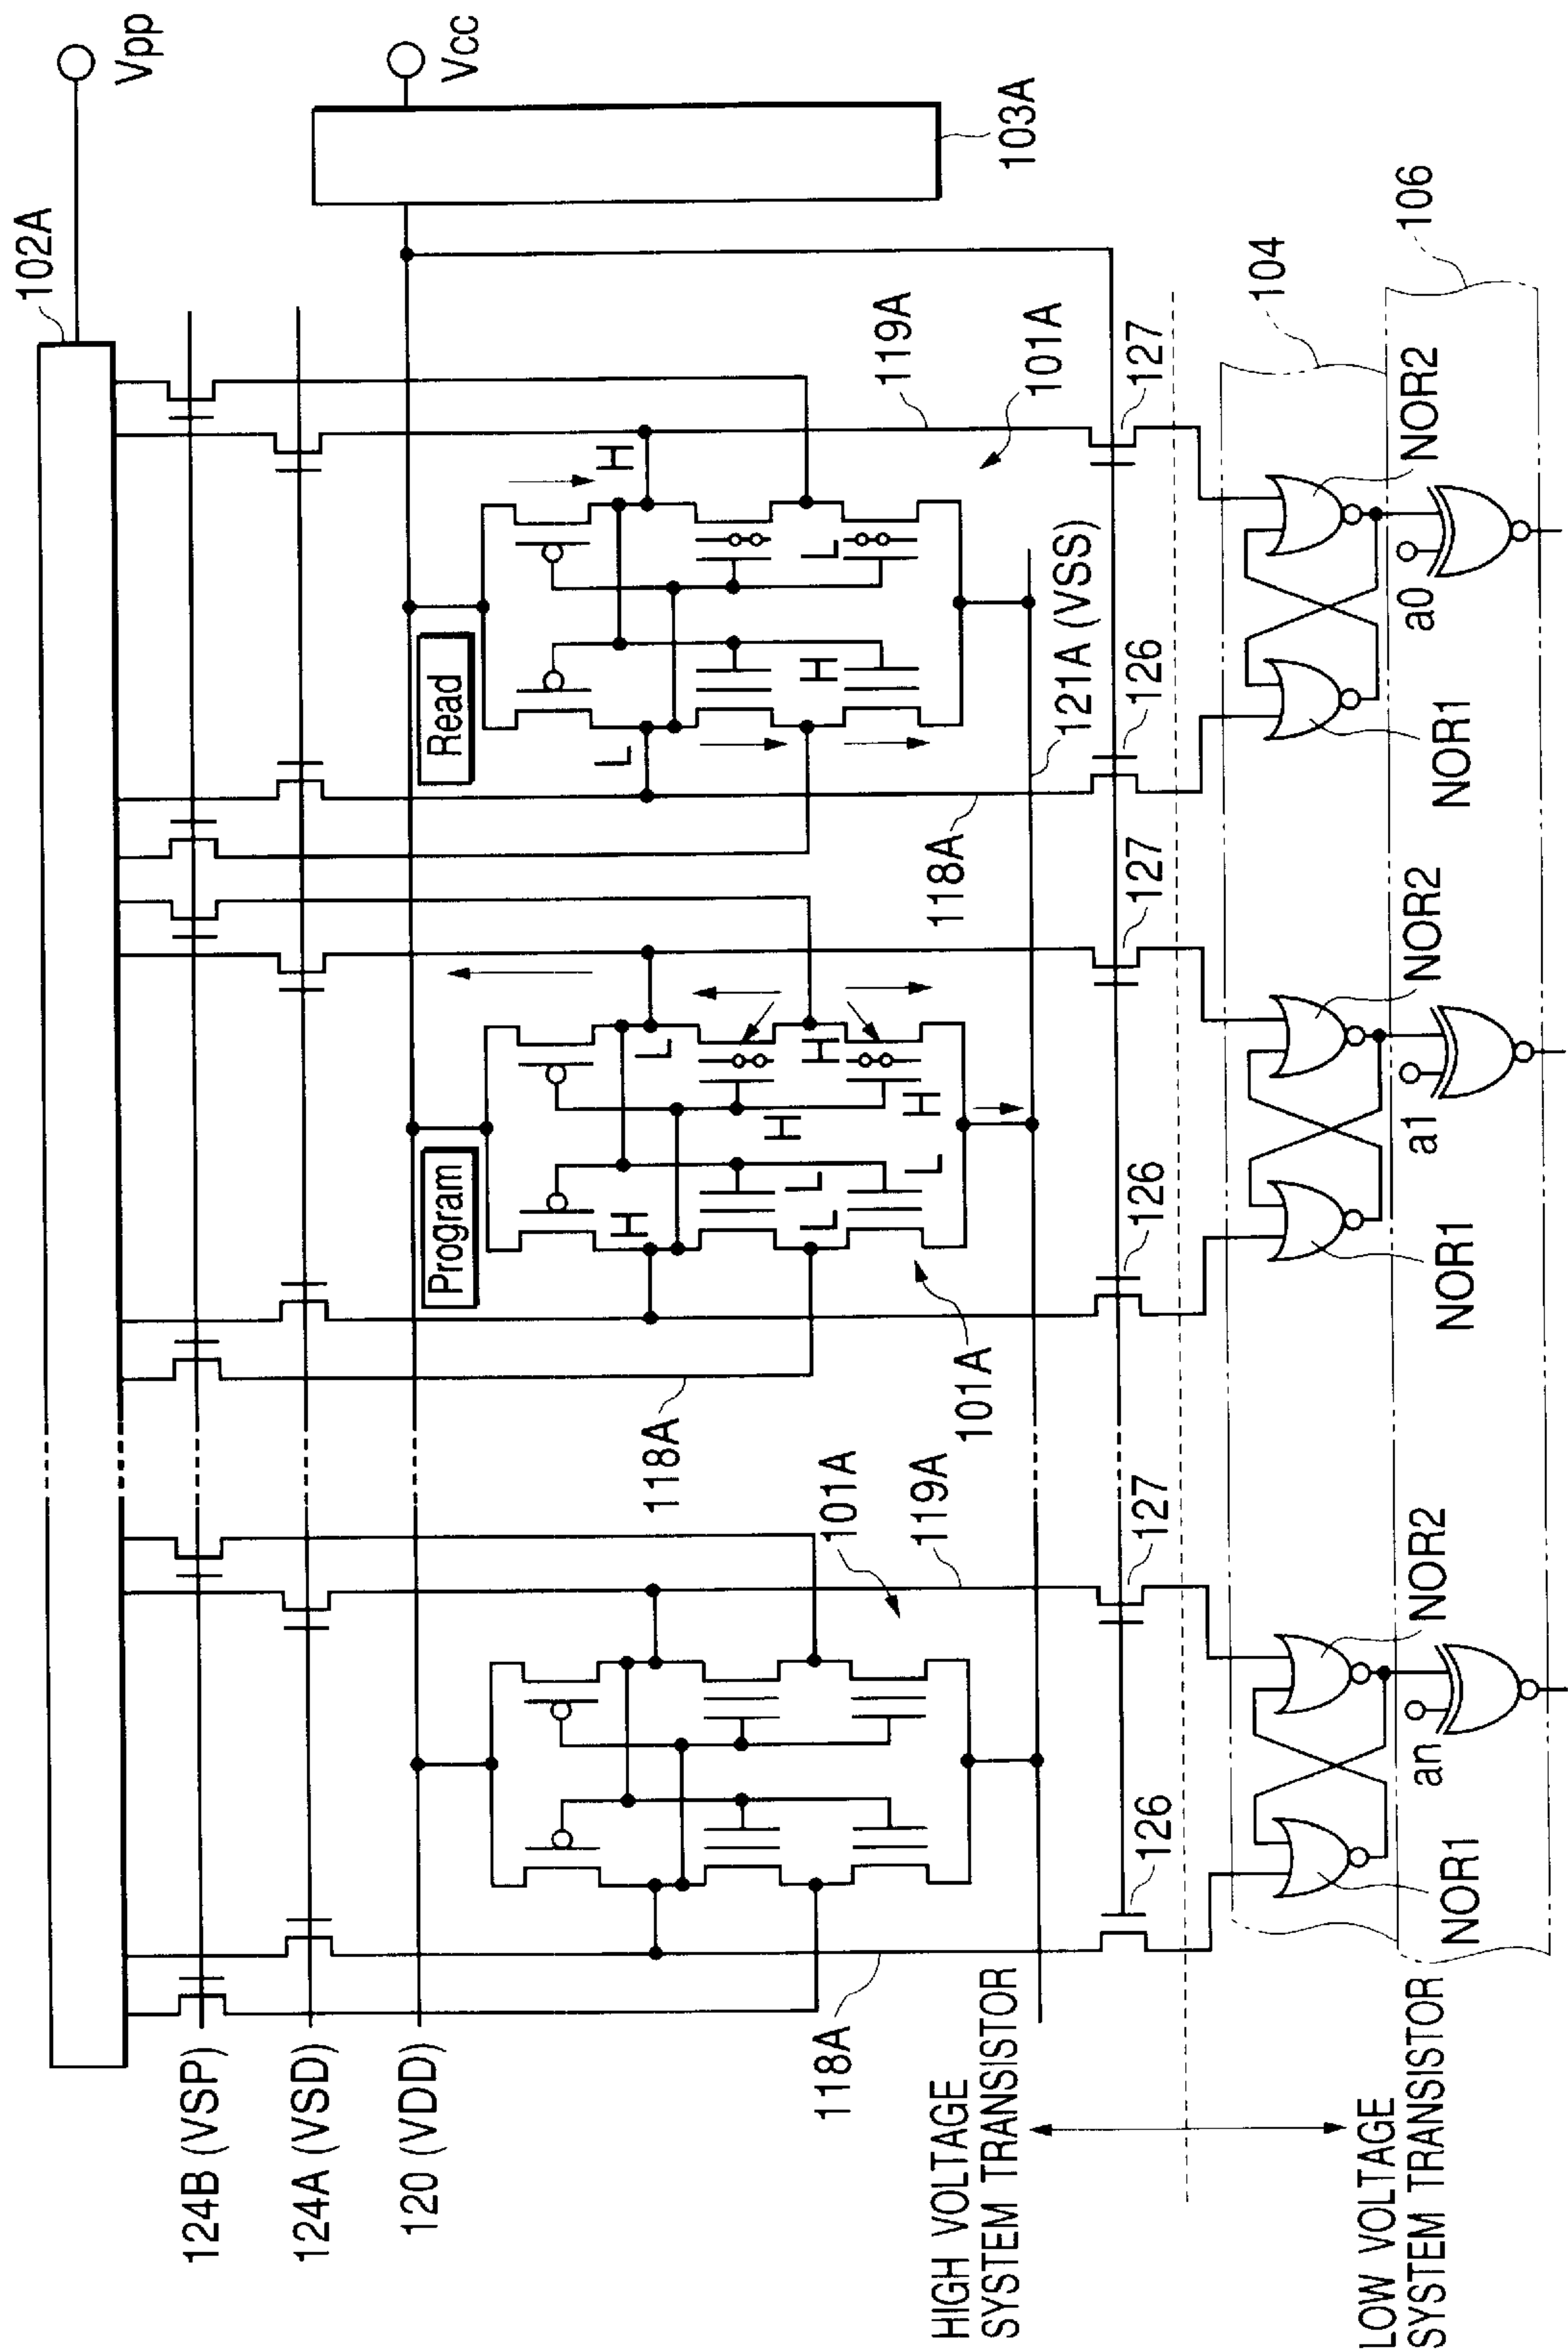 102A
Vpp
Vcc
103A
124B (VSP)
124A (VSD)
120 (VDD)
Program
Read
H
L
H
L
H
L
H
L
H
L
L
H
L
H
118A
118A
118A
119A
119A
101A
101A
101A
121A (VSS)
126
127
126
127
126
127
HIGH VOLTAGE
SYSTEM TRANSISTOR
LOW VOLTAGE
SYSTEM TRANSISTOR
104
106
NOR1
NOR2
NOR1
NOR2
NOR1
NOR2
an
a1
a0